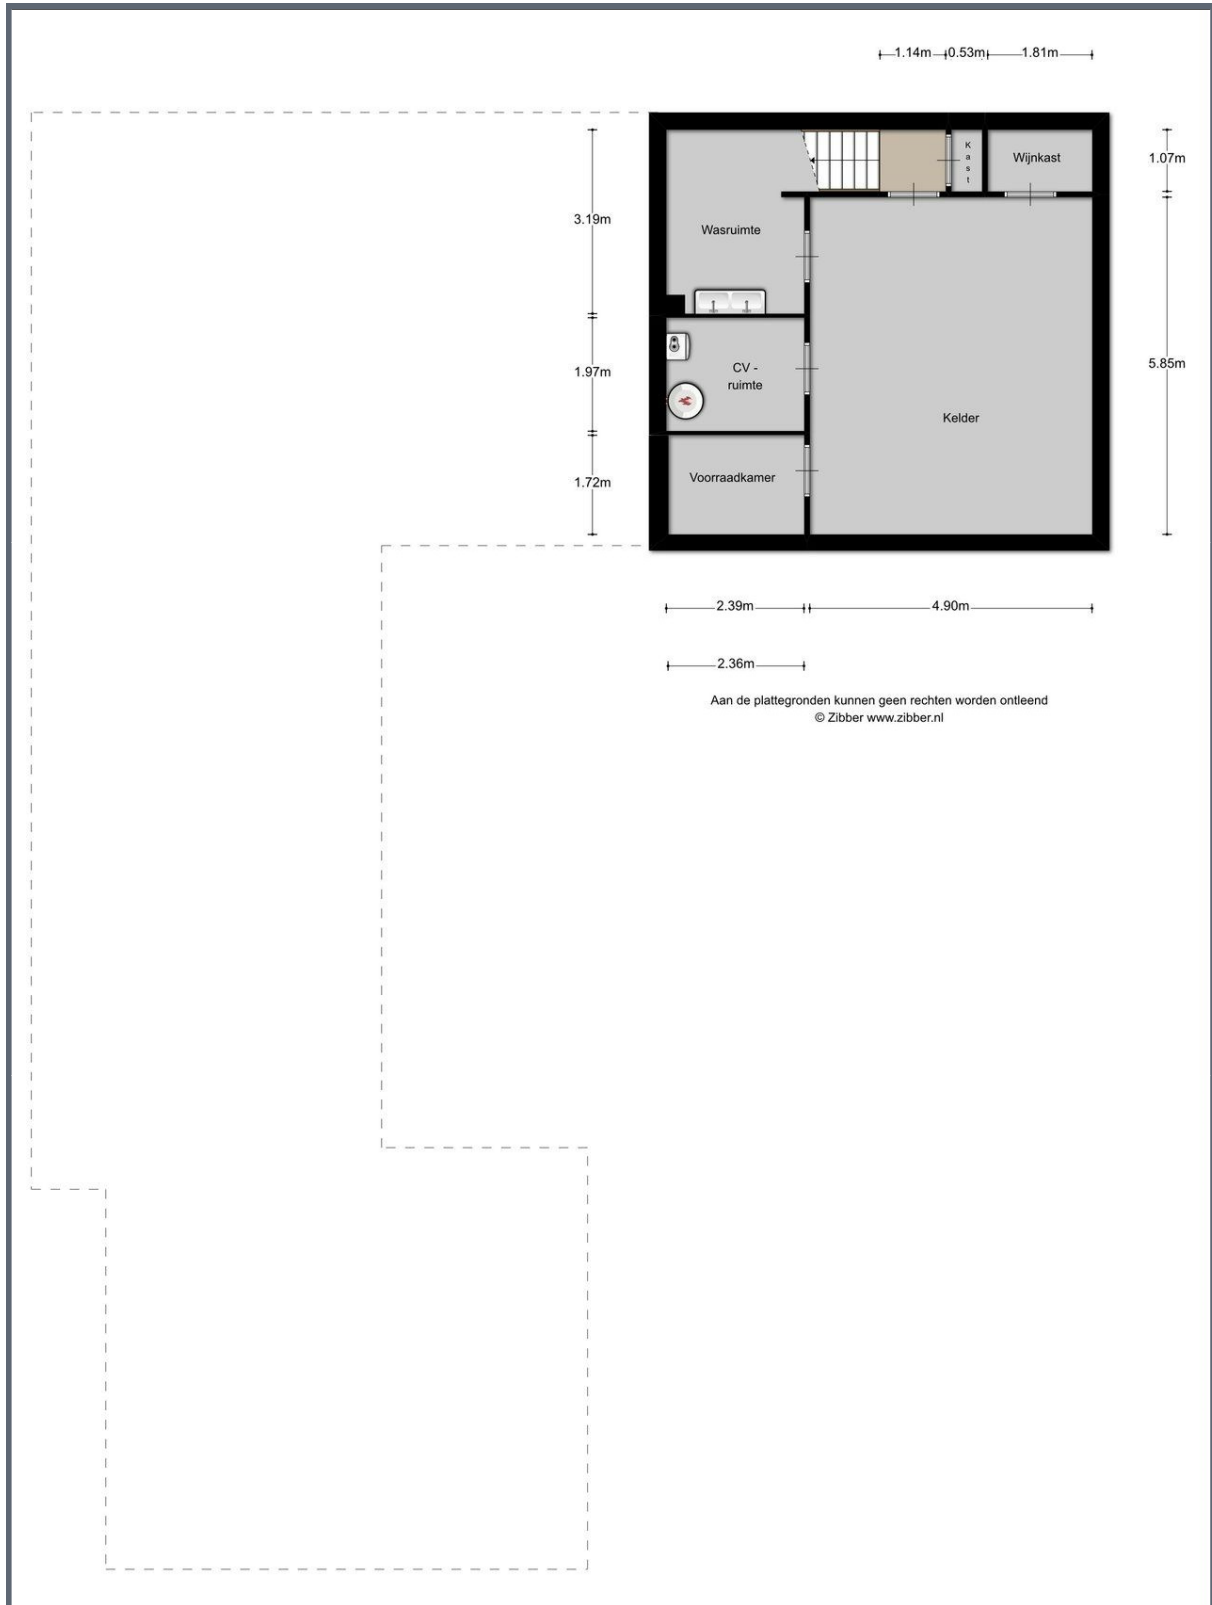 1.14m
0.53m
1.81m
Kast
Wijnkast
1.07m
3.19m
Wasruimte
5.85m
1.97m
CV -
ruimte
Kelder
1.72m
Voorraadkamer
2.39m
4.90m
2.36m
Aan de plattegronden kunnen geen rechten worden ontleend
© Zibber www.zibber.nl